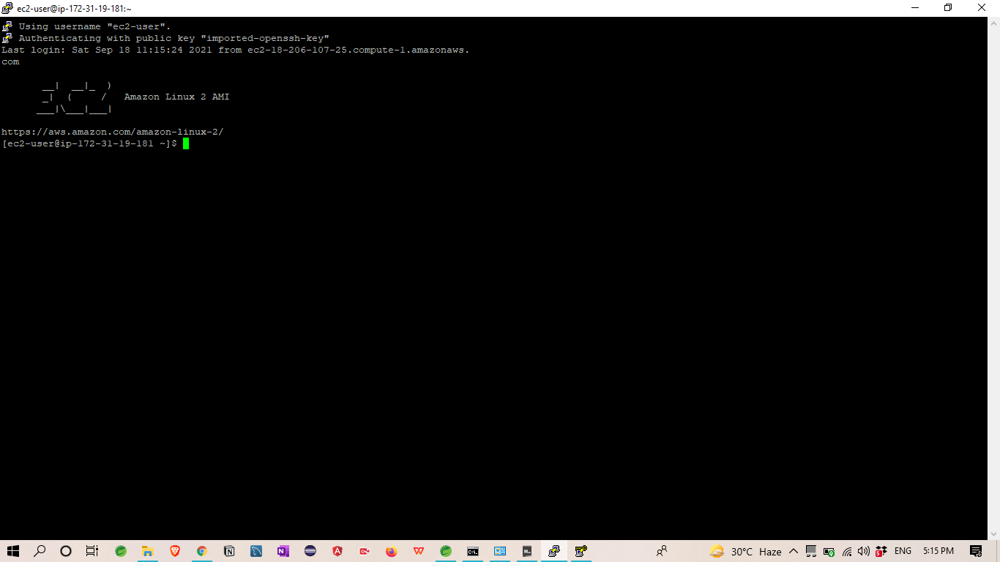 ec2-user@ip-172-31-19-181:~
Using username "ec2-user".
Authenticating with public key "imported-openssh-key"
Last login: Sat Sep 18 11:15:24 2021 from ec2-18-206-107-25.compute-1.amazonaws.
com
__|  __|_  )
_|  (     /   Amazon Linux 2 AMI
___|\___|___|
https://aws.amazon.com/amazon-linux-2/
[ec2-user@ip-172-31-19-181 ~]$
30°C Haze ENG 5:15 PM